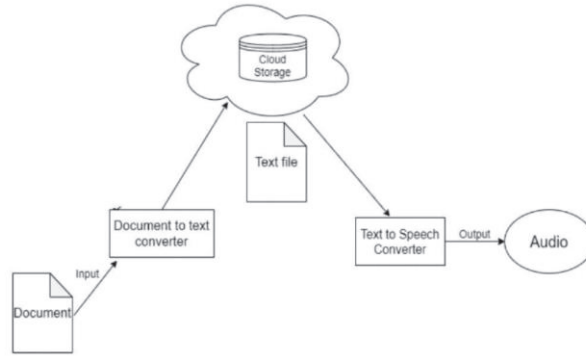 Cloud
Storage
Text file
Document to text
converter
Text to Speech
Converter
Output
Audio
Input
Document